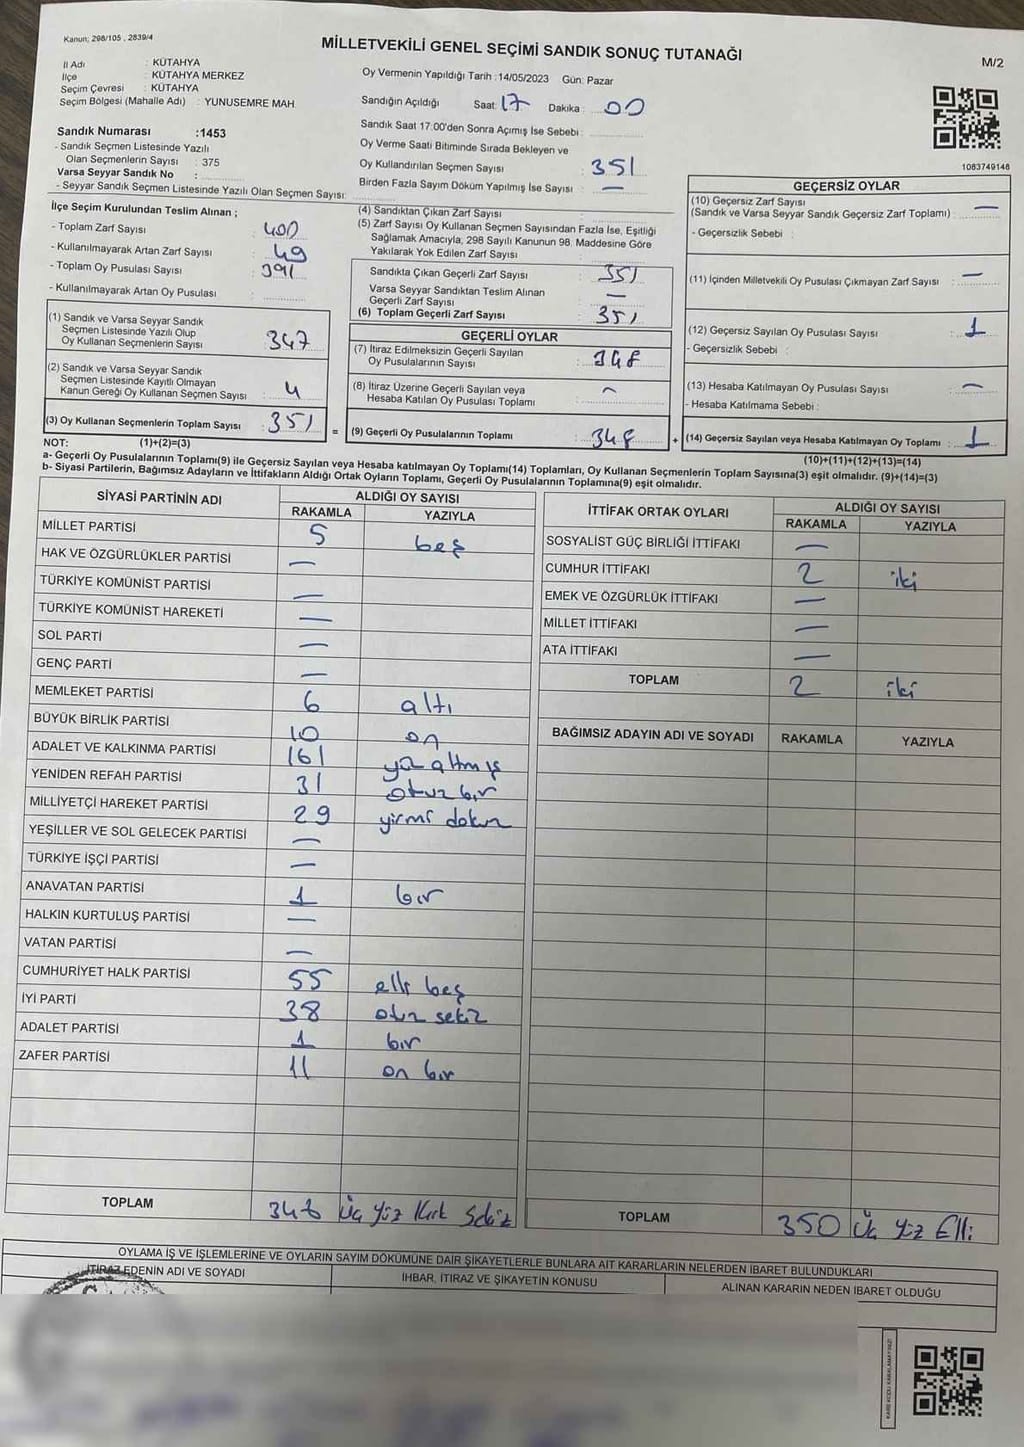 Kanun; 298/105 , 2839/4
MİLLETVEKİLİ GENEL SEÇİMİ SANDIK SONUÇ TUTANAĞI
M/2
İl Adı : KÜTAHYA
İlçe : KÜTAHYA MERKEZ
Seçim Çevresi : KÜTAHYA
Seçim Bölgesi (Mahalle Adı) : YUNUSEMRE MAH.
Oy Vermenin Yapıldığı Tarih :14/05/2023 Gün: Pazar
Sandığın Açıldığı Saat: 17 Dakika : 00
Sandık Saat 17:00'den Sonra Açımış İse Sebebi :
Oy Verme Saati Bitiminde Sırada Bekleyen ve
Oy Kullandırılan Seçmen Sayısı : 351
Birden Fazla Sayım Döküm Yapılmış İse Sayısı : —
Sandık Numarası :1453
- Sandık Seçmen Listesinde Yazılı
Olan Seçmenlerin Sayısı : 375
Varsa Seyyar Sandık No :
- Seyyar Sandık Seçmen Listesinde Yazılı Olan Seçmen Sayısı:
1083749148
İlçe Seçim Kurulundan Teslim Alınan ;
- Toplam Zarf Sayısı : 400
- Kullanılmayarak Artan Zarf Sayısı : 49
- Toplam Oy Pusulası Sayısı : 391
- Kullanılmayarak Artan Oy Pusulası :
(1) Sandık ve Varsa Seyyar Sandık
Seçmen Listesinde Yazılı Olup
Oy Kullanan Seçmenlerin Sayısı : 347
(2) Sandık ve Varsa Seyyar Sandık
Seçmen Listesinde Kayıtlı Olmayan
Kanun Gereği Oy Kullanan Seçmen Sayısı : 4
(3) Oy Kullanan Seçmenlerin Toplam Sayısı : 351
(4) Sandıktan Çıkan Zarf Sayısı :
(5) Zarf Sayısı Oy Kullanan Seçmen Sayısından Fazla İse, Eşitliği
Sağlamak Amacıyla, 298 Sayılı Kanunun 98. Maddesine Göre
Yakılarak Yok Edilen Zarf Sayısı :
Sandıkta Çıkan Geçerli Zarf Sayısı : 351
Varsa Seyyar Sandıktan Teslim Alınan
Geçerli Zarf Sayısı : —
(6) Toplam Geçerli Zarf Sayısı : 351
GEÇERLİ OYLAR
(7) İtiraz Edilmeksizin Geçerli Sayılan
Oy Pusulalarının Sayısı : 348
(8) İtiraz Üzerine Geçerli Sayılan veya
Hesaba Katılan Oy Pusulası Toplamı : —
= (9) Geçerli Oy Pusulalarının Toplamı : 348 +
GEÇERSİZ OYLAR
(10) Geçersiz Zarf Sayısı
(Sandık ve Varsa Seyyar Sandık Geçersiz Zarf Toplamı) : —
- Geçersizlik Sebebi :
(11) İçinden Milletvekili Oy Pusulası Çıkmayan Zarf Sayısı : —
(12) Geçersiz Sayılan Oy Pusulası Sayısı : 1
- Geçersizlik Sebebi :
(13) Hesaba Katılmayan Oy Pusulası Sayısı : —
- Hesaba Katılmama Sebebi :
(14) Geçersiz Sayılan veya Hesaba Katılmayan Oy Toplamı : 1
NOT: (1)+(2)=(3)
(10)+(11)+(12)+(13)=(14)
a- Geçerli Oy Pusulalarının Toplamı(9) ile Geçersiz Sayılan veya Hesaba katılmayan Oy Toplamı(14) Toplamları, Oy Kullanan Seçmenlerin Toplam Sayısına(3) eşit olmalıdır. (9)+(14)=(3)
b- Siyasi Partilerin, Bağımsız Adayların ve İttifakların Aldığı Ortak Oyların Toplamı, Geçerli Oy Pusulalarının Toplamına(9) eşit olmalıdır.
SİYASİ PARTİNİN ADI ALDIĞI OY SAYISI
RAKAMLA YAZIYLA
MİLLET PARTİSİ 5 beş
HAK VE ÖZGÜRLÜKLER PARTİSİ —
TÜRKİYE KOMÜNİST PARTİSİ —
TÜRKİYE KOMÜNİST HAREKETİ —
SOL PARTİ —
GENÇ PARTİ —
MEMLEKET PARTİSİ 6 altı
BÜYÜK BİRLİK PARTİSİ 10 on
ADALET VE KALKINMA PARTİSİ 161 yüz altmış
YENİDEN REFAH PARTİSİ 31 otuz bir
MİLLİYETÇİ HAREKET PARTİSİ 29 yirmi dokuz
YEŞİLLER VE SOL GELECEK PARTİSİ —
TÜRKİYE İŞÇİ PARTİSİ —
ANAVATAN PARTİSİ 1 bir
HALKIN KURTULUŞ PARTİSİ —
VATAN PARTİSİ —
CUMHURİYET HALK PARTİSİ 55 elli beş
İYİ PARTİ 38 otuz sekiz
ADALET PARTİSİ 1 bir
ZAFER PARTİSİ 11 on bir
TOPLAM 348 Üç Yüz Kırk Sekiz
İTTİFAK ORTAK OYLARI ALDIĞI OY SAYISI
RAKAMLA YAZIYLA
SOSYALİST GÜÇ BİRLİĞİ İTTİFAKI —
CUMHUR İTTİFAKI 2 iki
EMEK VE ÖZGÜRLÜK İTTİFAKI —
MİLLET İTTİFAKI —
ATA İTTİFAKI —
TOPLAM 2 iki
BAĞIMSIZ ADAYIN ADI VE SOYADI RAKAMLA YAZIYLA
TOPLAM 350 Üç Yüz Elli
OYLAMA İŞ VE İŞLEMLERİNE VE OYLARIN SAYIM DÖKÜMÜNE DAİR ŞİKAYETLERLE BUNLARA AİT KARARLARIN NELERDEN İBARET BULUNDUKLARI
İTİRAZ EDENİN ADI VE SOYADI İHBAR, İTİRAZ VE ŞİKAYETİN KONUSU ALINAN KARARIN NEDEN İBARET OLDUĞU